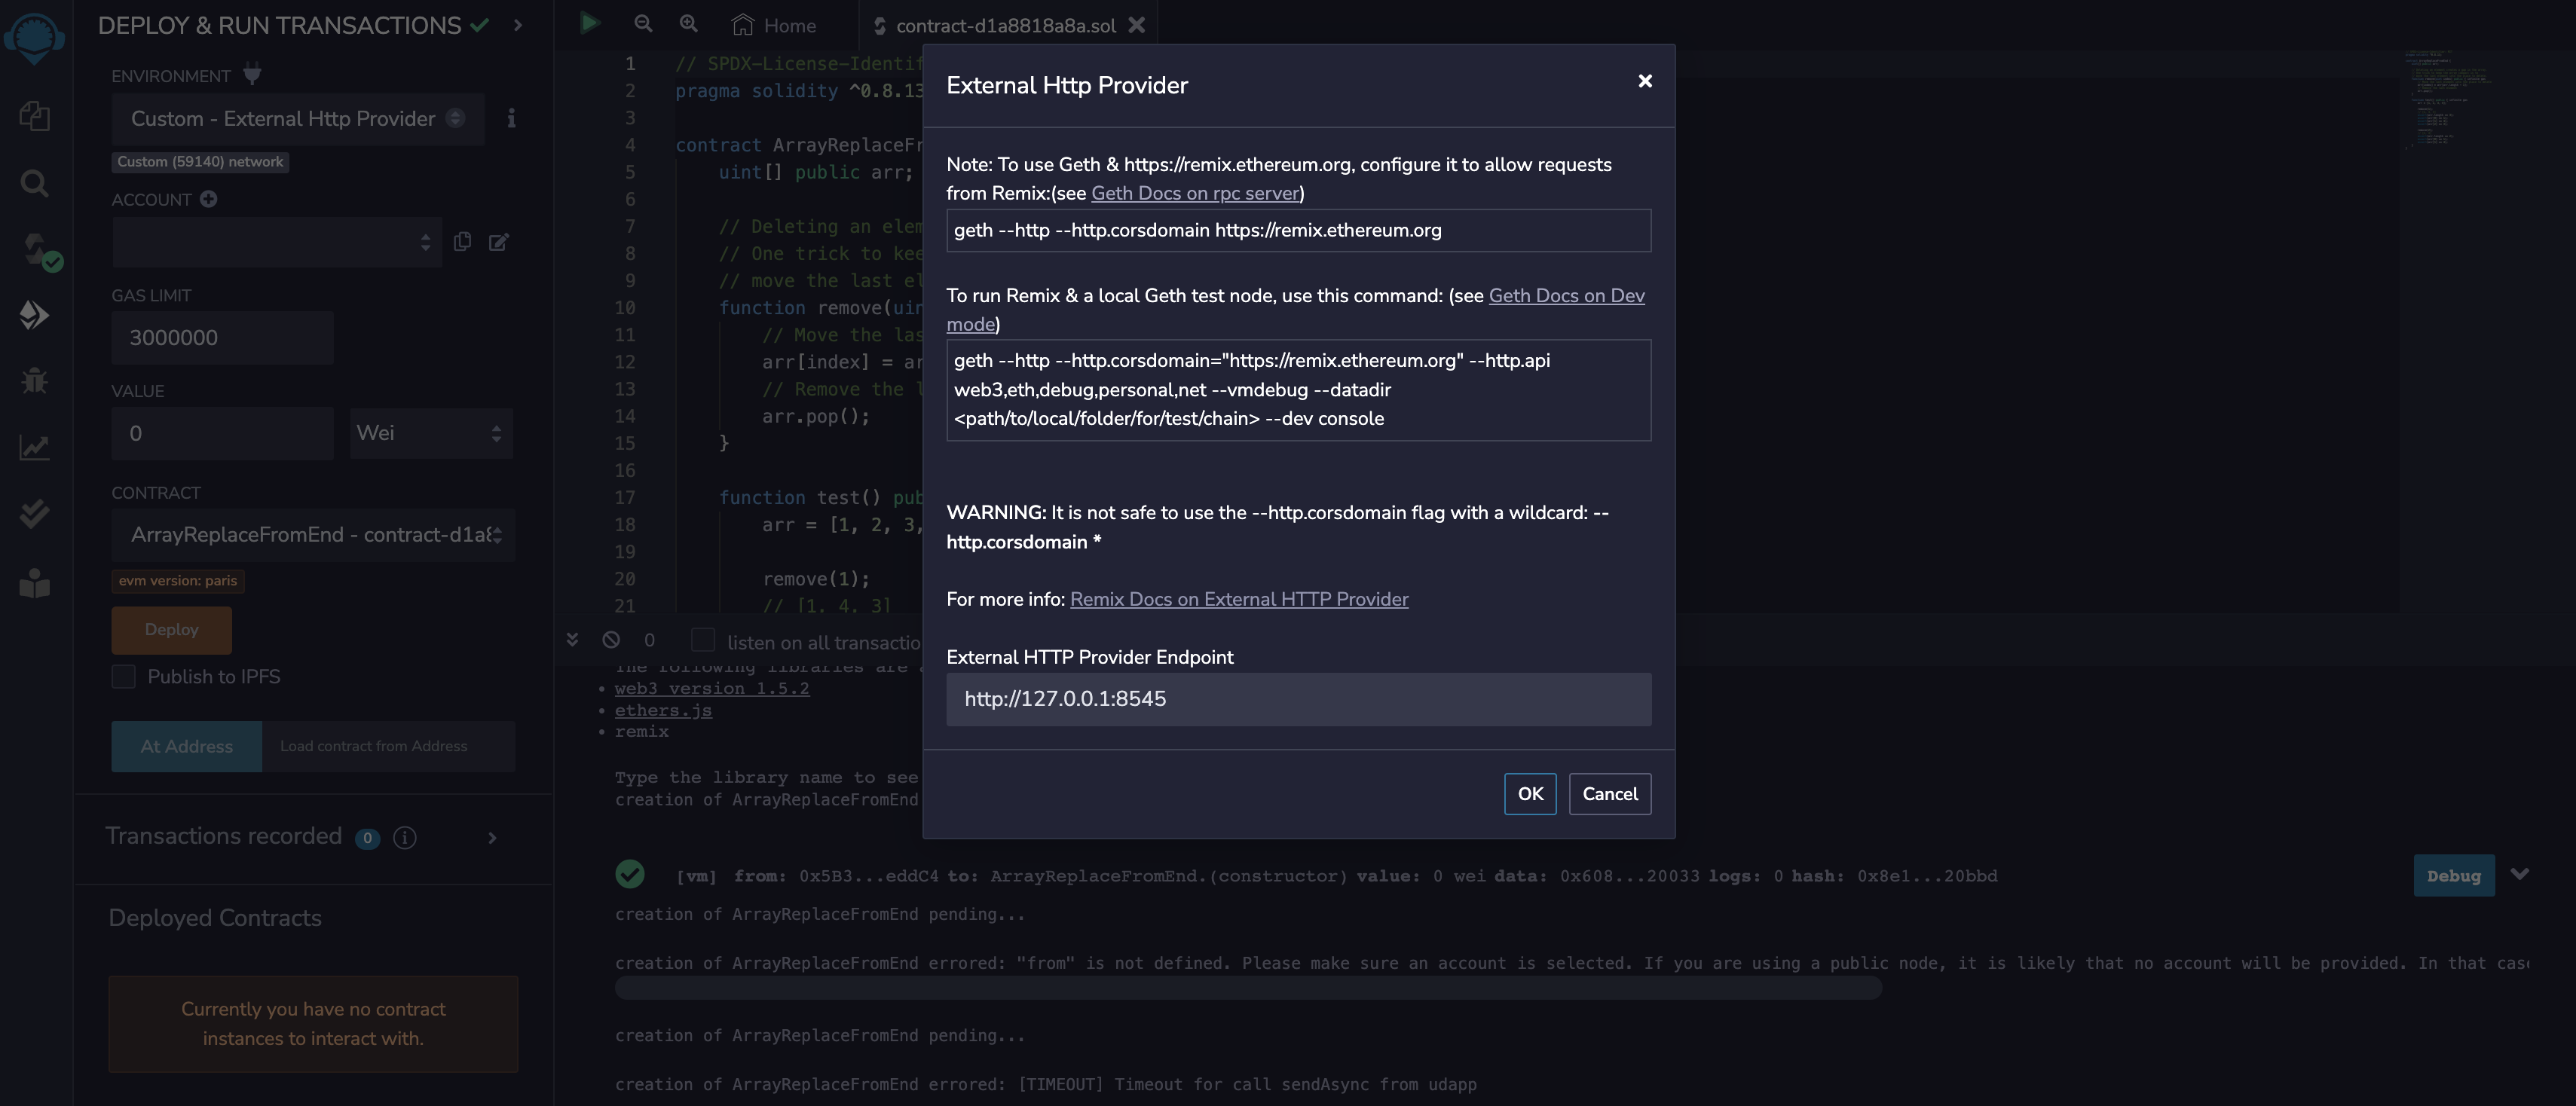 DEPLOY & RUN TRANSACTIONS
ENVIRONMENT
Custom - External Http Provider
Custom (59140) network
ACCOUNT
GAS LIMIT
3000000
VALUE
0
Wei
CONTRACT
ArrayReplaceFromEnd - contract-d1a8
evm version: paris
Deploy
Publish to IPFS
At Address
Load contract from Address
Transactions recorded 0
Deployed Contracts
Currently you have no contract
instances to interact with.
Home
contract-d1a8818a8a.sol
1 // SPDX-License-Identif
2 pragma solidity ^0.8.13
3
4 contract ArrayReplaceFr
5 uint[] public arr;
6
7 // Deleting an elem
8 // One trick to kee
9 // move the last el
10 function remove(uin
11 // Move the las
12 arr[index] = ar
13 // Remove the l
14 arr.pop();
15 }
16
17 function test() pub
18 arr = [1, 2, 3,
19
20 remove(1);
21 // [1, 4, 3]
External Http Provider
Note: To use Geth & https://remix.ethereum.org, configure it to allow requests
from Remix:(see Geth Docs on rpc server)
geth --http --http.corsdomain https://remix.ethereum.org
To run Remix & a local Geth test node, use this command: (see Geth Docs on Dev
mode)
geth --http --http.corsdomain="https://remix.ethereum.org" --http.api
web3,eth,debug,personal,net --vmdebug --datadir
<path/to/local/folder/for/test/chain> --dev console
WARNING: It is not safe to use the --http.corsdomain flag with a wildcard: --
http.corsdomain *
For more info: Remix Docs on External HTTP Provider
External HTTP Provider Endpoint
http://127.0.0.1:8545
OK
Cancel
0
listen on all transactio
The following libraries are
web3 version 1.5.2
ethers.js
remix
Type the library name to see
creation of ArrayReplaceFromEnd
[vm] from: 0x5B3...eddC4 to: ArrayReplaceFromEnd.(constructor) value: 0 wei data: 0x608...20033 logs: 0 hash: 0x8e1...20bbd
Debug
creation of ArrayReplaceFromEnd pending...
creation of ArrayReplaceFromEnd errored: "from" is not defined. Please make sure an account is selected. If you are using a public node, it is likely that no account will be provided. In that cas
creation of ArrayReplaceFromEnd pending...
creation of ArrayReplaceFromEnd errored: [TIMEOUT] Timeout for call sendAsync from udapp